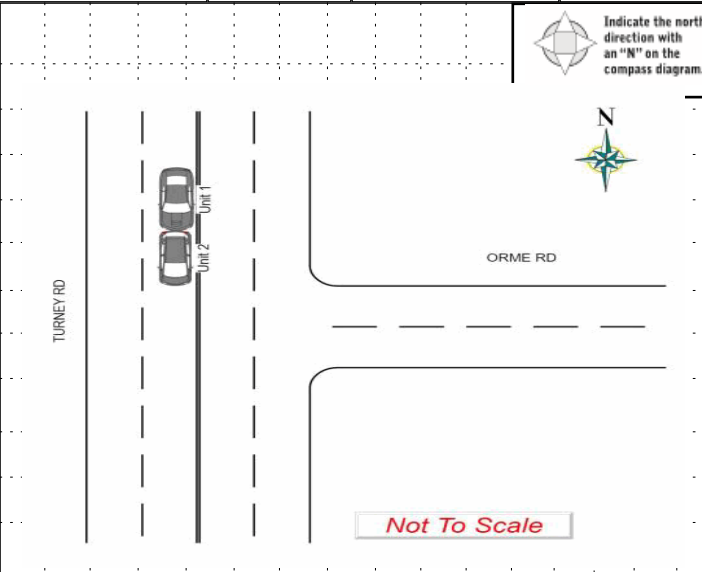 Indicate the north
direction with
an "N" on the
compass diagram.
N
Unit 1
Unit 2
ORME RD
TURNEY RD
Not To Scale